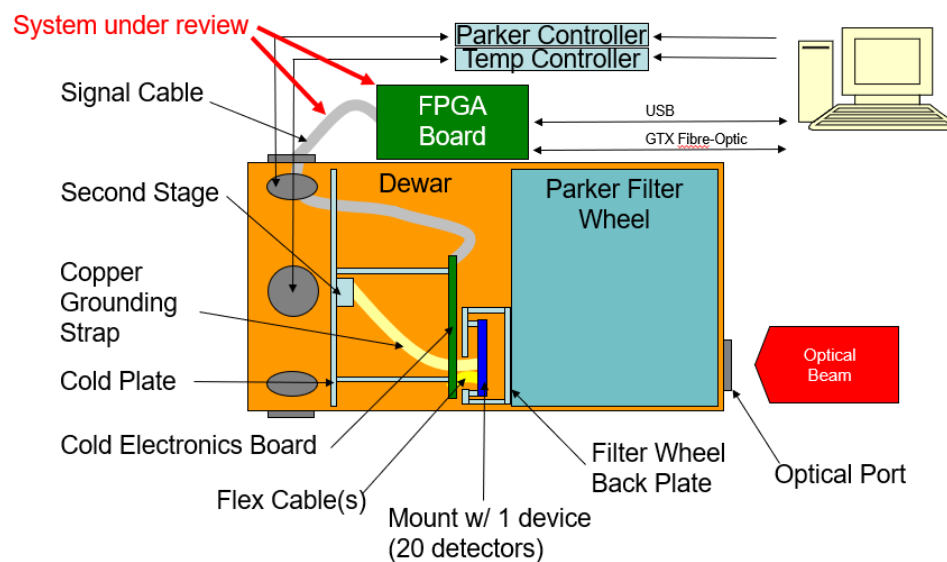 System under review
Parker Controller
Temp Controller
Signal Cable
FPGA
Board
USB
GTX Fibre-Optic
Second Stage
Dewar
Parker Filter
Wheel
Copper
Grounding
Strap
Optical
Beam
Cold Plate
Cold Electronics Board
Filter Wheel
Back Plate
Optical Port
Flex Cable(s)
Mount w/ 1 device
(20 detectors)